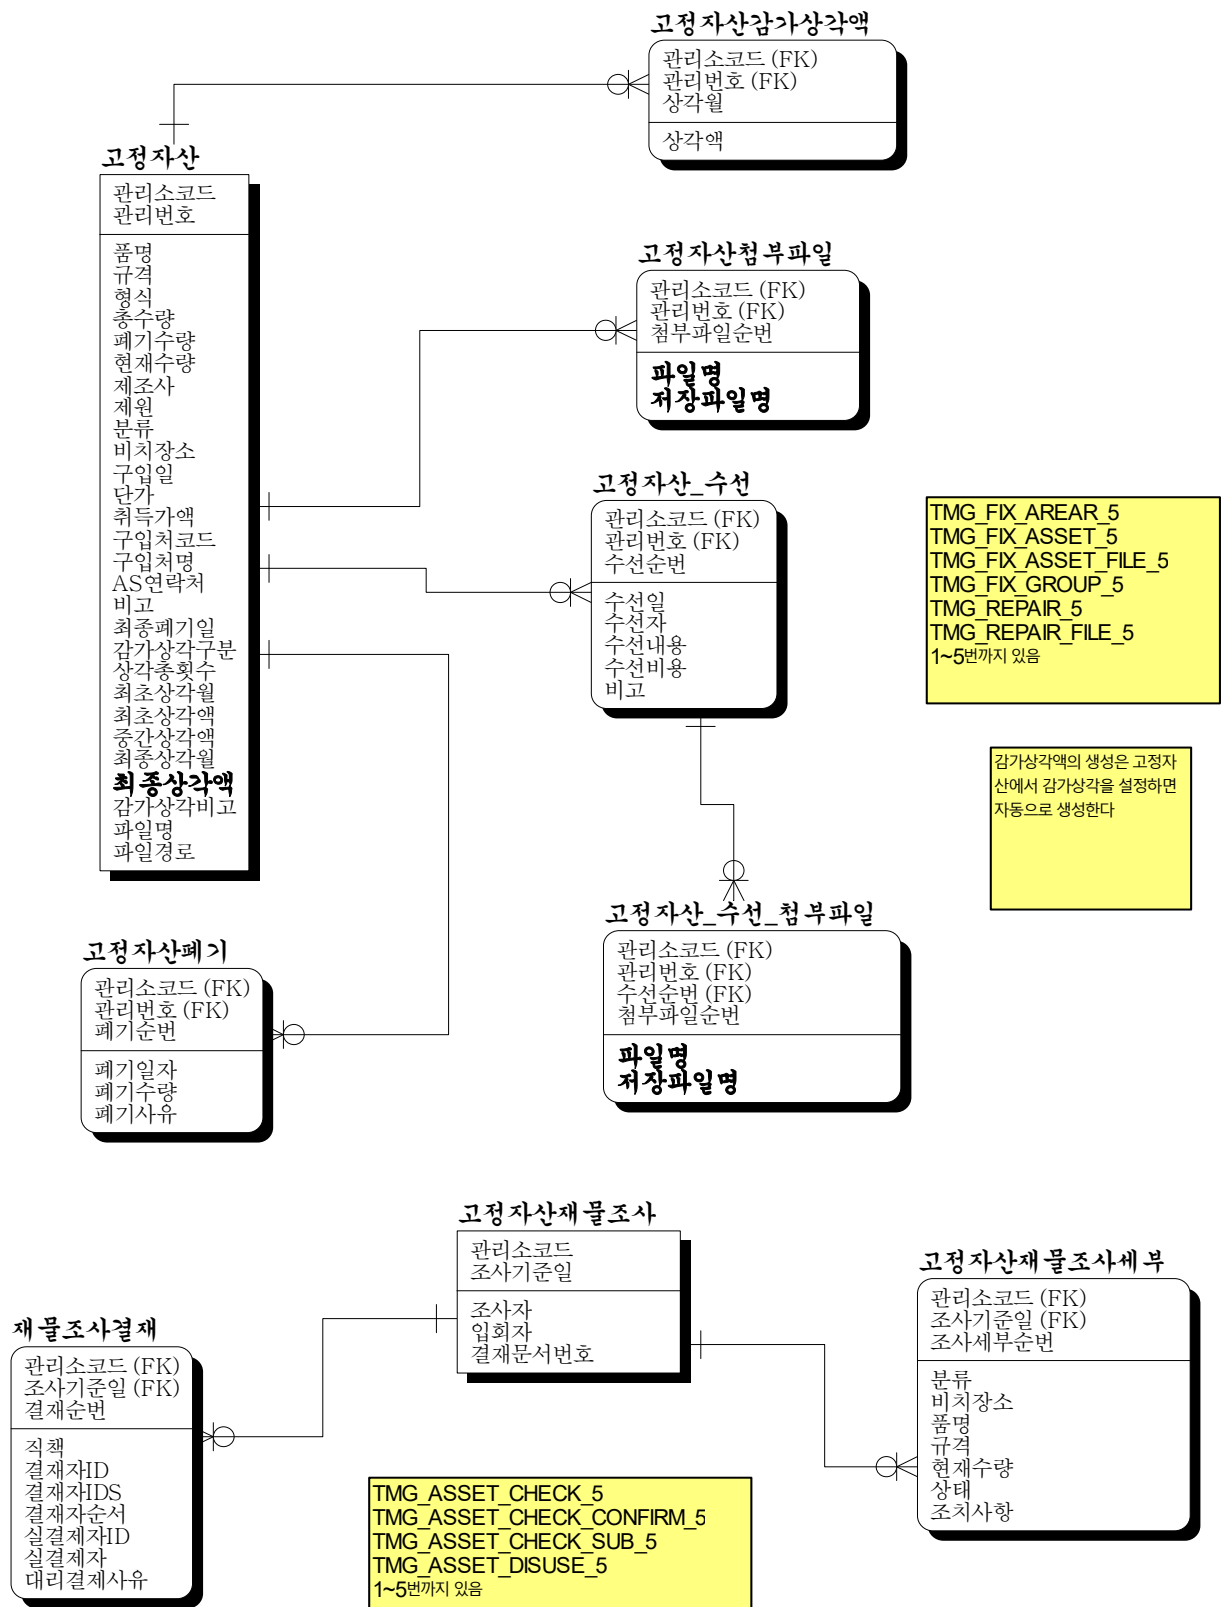 고정자산감가상각액
관리소코드 (FK)
관리번호 (FK)
상각월
상각액
고정자산
관리소코드
관리번호
품명
규격
형식
총수량
폐기수량
현재수량
제조사
제원
분류
비치장소
구입일
단가
취득가액
구입처코드
구입처명
AS연락처
비고
최종폐기일
감가상각구분
상각총횟수
최초상각월
최초상각액
중간상각액
최종상각월
최종상각액
감가상각비고
파일명
파일경로
고정자산첨부파일
관리소코드 (FK)
관리번호 (FK)
첨부파일순번
파일명
저장파일명
고정자산_수선
관리소코드 (FK)
관리번호 (FK)
수선순번
수선일
수선자
수선내용
수선비용
비고
TMG_FIX_AREAR_5
TMG_FIX_ASSET_5
TMG_FIX_ASSET_FILE_5
TMG_FIX_GROUP_5
TMG_REPAIR_5
TMG_REPAIR_FILE_5
1~5번까지 있음
감가상각액의 생성은 고정자
산에서 감가상각을 설정하면
자동으로 생성한다
고정자산_수선_첨부파일
관리소코드 (FK)
관리번호 (FK)
수선순번 (FK)
첨부파일순번
파일명
저장파일명
고정자산폐기
관리소코드 (FK)
관리번호 (FK)
폐기순번
폐기일자
폐기수량
폐기사유
고정자산재물조사
관리소코드
조사기준일
조사자
입회자
결재문서번호
고정자산재물조사세부
관리소코드 (FK)
조사기준일 (FK)
조사세부순번
분류
비치장소
품명
규격
현재수량
상태
조치사항
재물조사결재
관리소코드 (FK)
조사기준일 (FK)
결재순번
직책
결재자ID
결재자IDS
결재자순서
실결제자ID
실결제자
대리결제사유
TMG_ASSET_CHECK_5
TMG_ASSET_CHECK_CONFIRM_5
TMG_ASSET_CHECK_SUB_5
TMG_ASSET_DISUSE_5
1~5번까지 있음